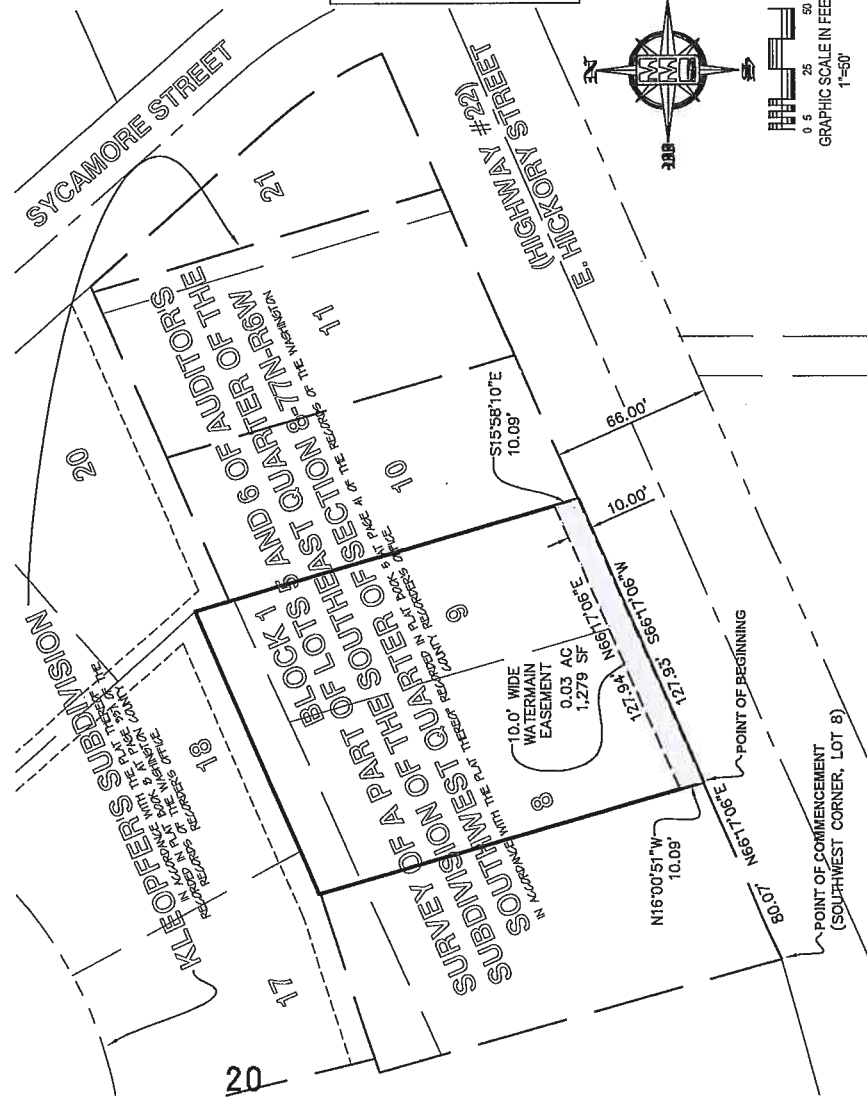 SYCAMORE STREET
(HIGHWAY #22)
E. HICKORY STREET
0 5 25 50
GRAPHIC SCALE IN FEE
1"=50'
KLEOPFER'S SUBDIVISION
IN ACCORDANCE WITH THE PLAT THEREOF THE
RECORDED IN PLAT BOOK AT PAGE OF THE
RECORDS OF THE WASHINGTON COUNTY
RECORDERS OFFICE.
17
18
20
21
11
10
9
8
BLOCK 1
OF LOTS 5 AND 6 OF AUDITOR'S
SURVEY OF A PART OF THE SOUTHEAST QUARTER OF THE
SUBDIVISION OF THE SOUTHWEST QUARTER OF SECTION 8-77N-R6W
IN ACCORDANCE WITH THE PLAT THEREOF RECORDED IN PLAT BOOK 5 AT PAGE 41 OF THE RECORDS OF THE WASHINGTON
COUNTY RECORDERS OFFICE.
10.0' WIDE
WATERMAIN
EASEMENT
0.03 AC
1,279 SF
S15°58'10"E
10.09'
66.00'
10.00'
127.94' N66°17'06"E
127.93' S66°17'06"W
N16°00'51"W
10.09'
POINT OF BEGINNING
80.07' N66°17'06"E
POINT OF COMMENCEMENT
(SOUTHWEST CORNER, LOT 8)
20